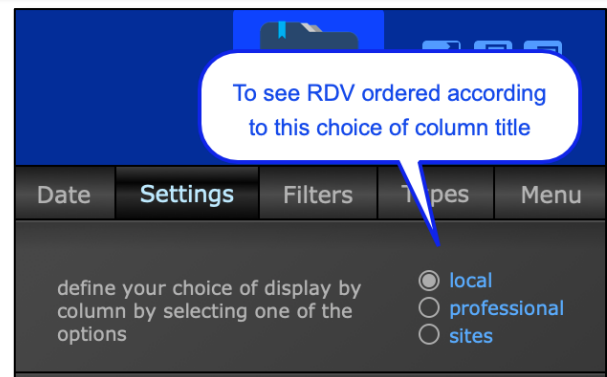 To see RDV ordered according
to this choice of column title
Date Settings Filters Types Menu
define your choice of display by
column by selecting one of the
options
local
professional
sites